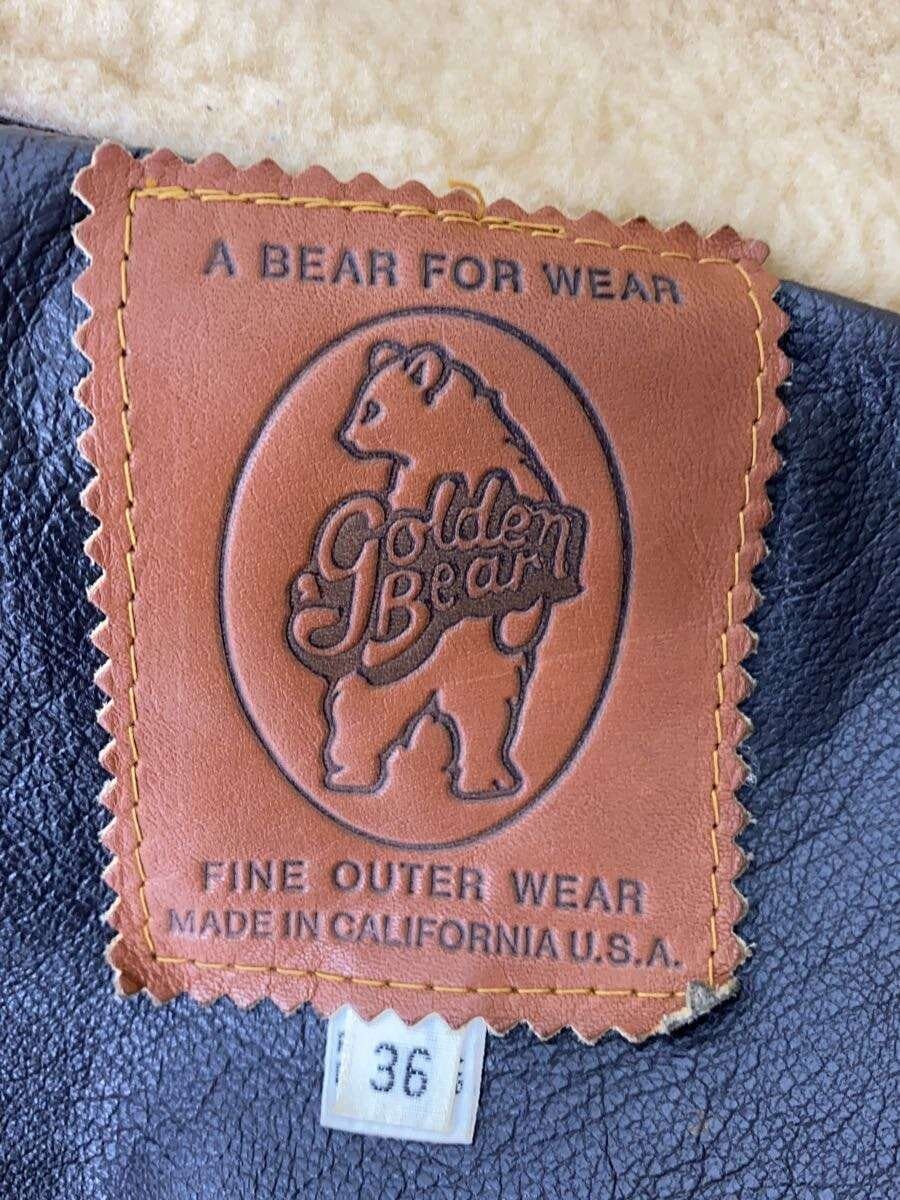 A BEAR FOR WEAR
Golden
Bear
FINE OUTER WEAR
MADE IN CALIFORNIA U.S.A.
36